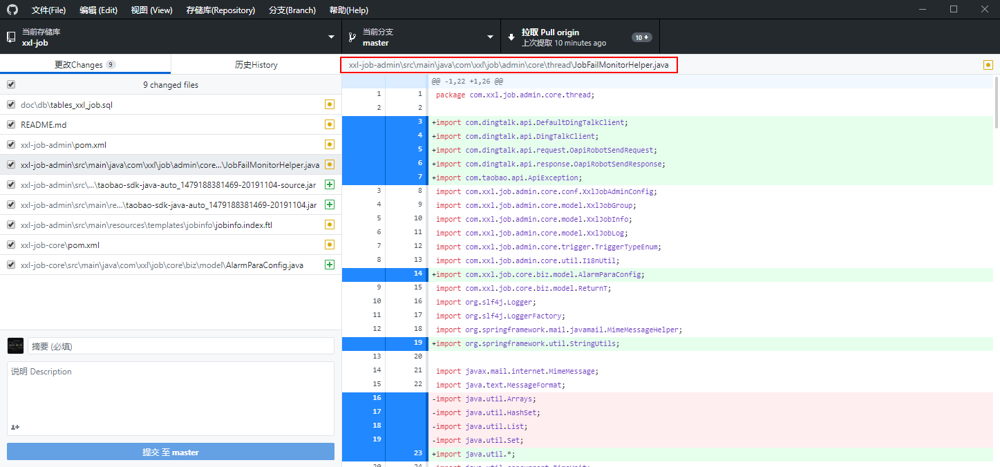 文件(File) 编辑 (Edit) 视图 (View) 存储库(Repository) 分支(Branch) 帮助(Help)
当前存储库
xxl-job
当前分支
master
拉取 Pull origin
上次提取 10 minutes ago
10
更改Changes 9
历史History
xxl-job-admin\src\main\java\com\xxl\job\admin\core\thread\JobFailMonitorHelper.java
9 changed files
doc\db\tables_xxl_job.sql
README.md
xxl-job-admin\pom.xml
xxl-job-admin\src\main\java\com\xxl\job\admin\core...\JobFailMonitorHelper.java
xxl-job-admin\src\...\taobao-sdk-java-auto_1479188381469-20191104-source.jar
xxl-job-admin\src\main\re...\taobao-sdk-java-auto_1479188381469-20191104.jar
xxl-job-admin\src\main\resources\templates\jobinfo\jobinfo.index.ftl
xxl-job-core\pom.xml
xxl-job-core\src\main\java\com\xxl\job\core\biz\model\AlarmParaConfig.java
摘要 (必填)
说明 Description
提交 至 master
@@ -1,22 +1,26 @@
1 1 package com.xxl.job.admin.core.thread;
2 2
3 +import com.dingtalk.api.DefaultDingTalkClient;
4 +import com.dingtalk.api.DingTalkClient;
5 +import com.dingtalk.api.request.OapiRobotSendRequest;
6 +import com.dingtalk.api.response.OapiRobotSendResponse;
7 +import com.taobao.api.ApiException;
3 8 import com.xxl.job.admin.core.conf.XxlJobAdminConfig;
4 9 import com.xxl.job.admin.core.model.XxlJobGroup;
5 10 import com.xxl.job.admin.core.model.XxlJobInfo;
6 11 import com.xxl.job.admin.core.model.XxlJobLog;
7 12 import com.xxl.job.admin.core.trigger.TriggerTypeEnum;
8 13 import com.xxl.job.admin.core.util.I18nUtil;
14 +import com.xxl.job.core.biz.model.AlarmParaConfig;
9 15 import com.xxl.job.core.biz.model.ReturnT;
10 16 import org.slf4j.Logger;
11 17 import org.slf4j.LoggerFactory;
12 18 import org.springframework.mail.javamail.MimeMessageHelper;
19 +import org.springframework.util.StringUtils;
13 20
14 21 import javax.mail.internet.MimeMessage;
15 22 import java.text.MessageFormat;
16 -import java.util.Arrays;
17 -import java.util.HashSet;
18 -import java.util.List;
19 -import java.util.Set;
23 +import java.util.*;
20 24 import java.util.concurrent.TimeUnit;